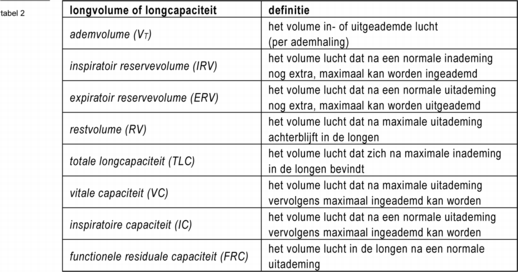 tabel 2
longvolume of longcapaciteit definitie
ademvolume (VT) het volume in- of uitgeademde lucht
(per ademhaling)
inspiratoir reservevolume (IRV) het volume lucht dat na een normale inademing
nog extra, maximaal kan worden ingeademd
expiratoir reservevolume (ERV) het volume lucht dat na een normale uitademing
nog extra, maximaal kan worden uitgeademd
restvolume (RV) het volume lucht dat na maximale uitademing
achterblijft in de longen
totale longcapaciteit (TLC) het volume lucht dat zich na maximale inademing
in de longen bevindt
vitale capaciteit (VC) het volume lucht dat na maximale uitademing
vervolgens maximaal ingeademd kan worden
inspiratoire capaciteit (IC) het volume lucht dat na een normale uitademing
vervolgens maximaal ingeademd kan worden
functionele residuale capaciteit (FRC) het volume lucht in de longen na een normale
uitademing